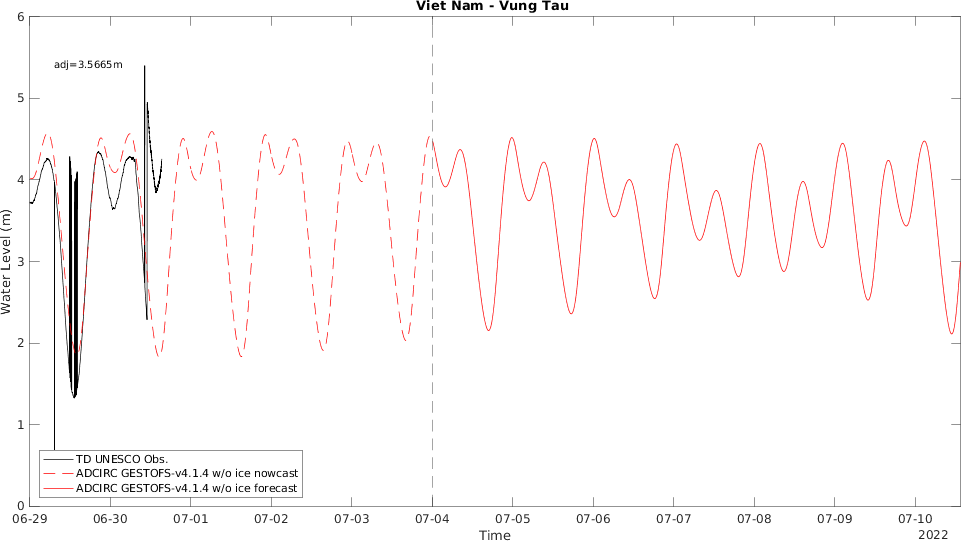 Viet Nam - Vung Tau
6
adj=3.5665m
5
4
3
2
1
0
Water Level (m)
TD UNESCO Obs.
ADCIRC GESTOFS-v4.1.4 w/o ice nowcast
ADCIRC GESTOFS-v4.1.4 w/o ice forecast
06-29 06-30 07-01 07-02 07-03 07-04 07-05 07-06 07-07 07-08 07-09 07-10
Time
2022